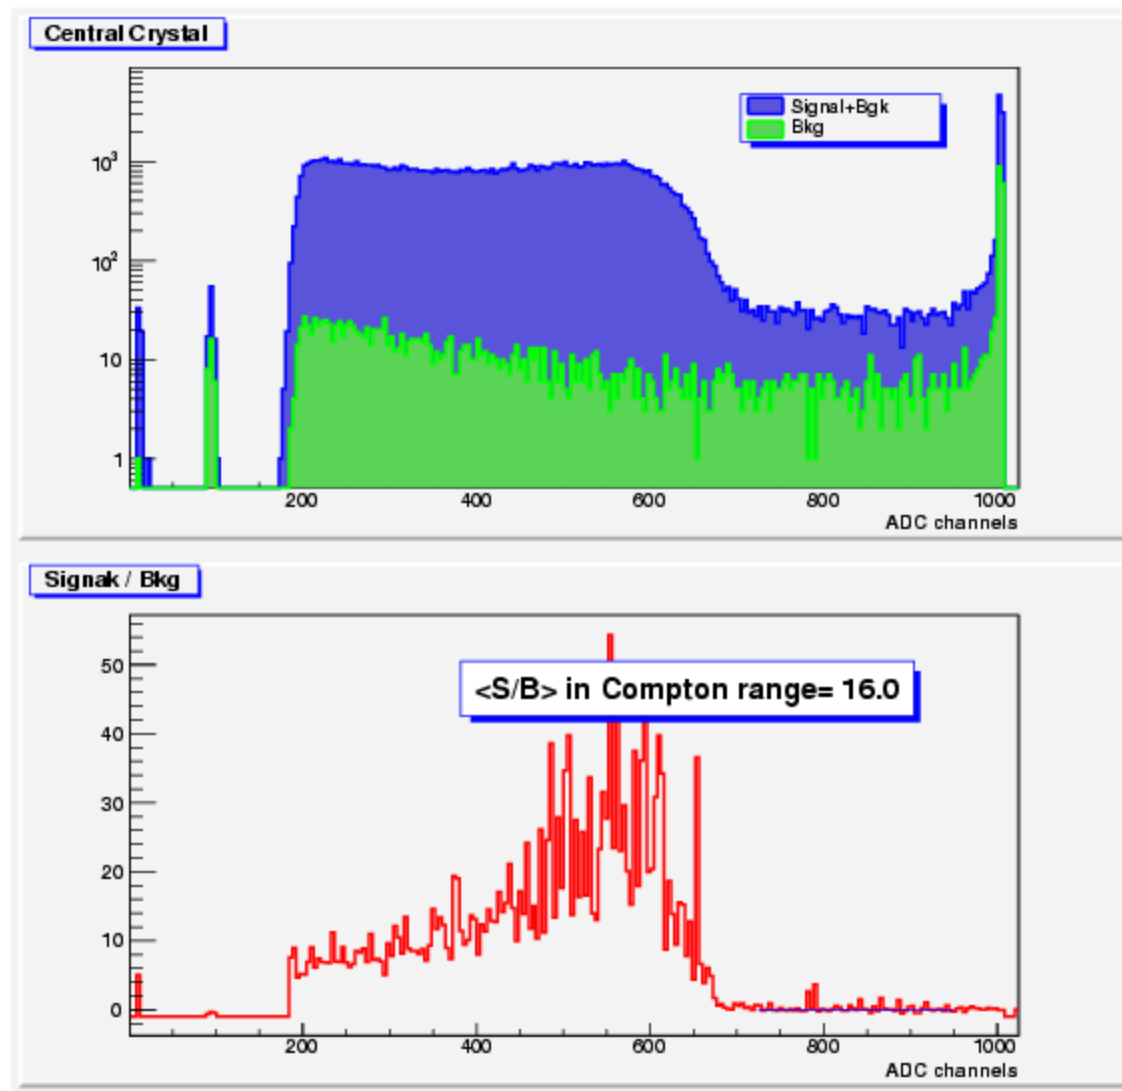 Central Crystal
Signal+Bgk
Bkg
10³
10²
10
1
200 400 600 800 1000
ADC channels
Signak / Bkg
<S/B> in Compton range= 16.0
50
40
30
20
10
0
200 400 600 800 1000
ADC channels